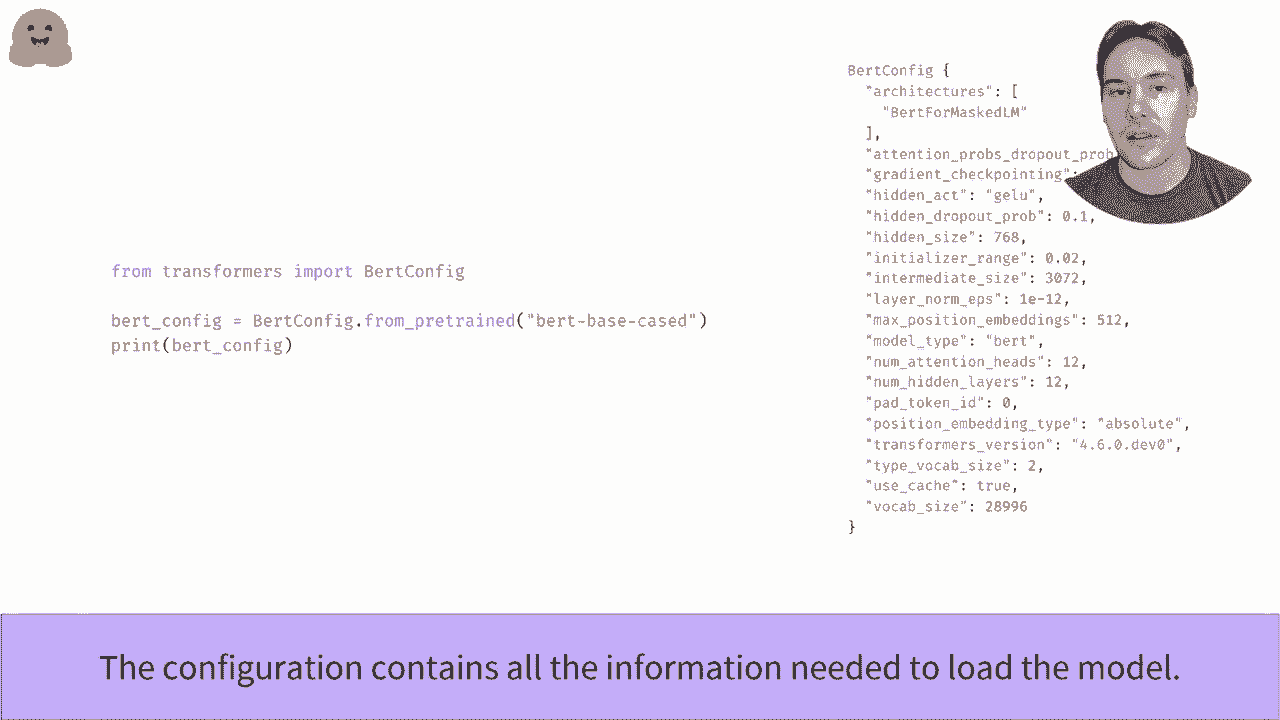 from transformers import BertConfig
bert_config = BertConfig.from_pretrained("bert-base-cased")
print(bert_config)
BertConfig {
"architectures": [
"BertForMaskedLM"
],
"attention_probs_dropout_prob
"gradient_checkpointing":
"hidden_act": "gelu",
"hidden_dropout_prob": 0.1,
"hidden_size": 768,
"initializer_range": 0.02,
"intermediate_size": 3072,
"layer_norm_eps": 1e-12,
"max_position_embeddings": 512,
"model_type": "bert",
"num_attention_heads": 12,
"num_hidden_layers": 12,
"pad_token_id": 0,
"position_embedding_type": "absolute",
"transformers_version": "4.6.0.dev0",
"type_vocab_size": 2,
"use_cache": true,
"vocab_size": 28996
}
The configuration contains all the information needed to load the model.